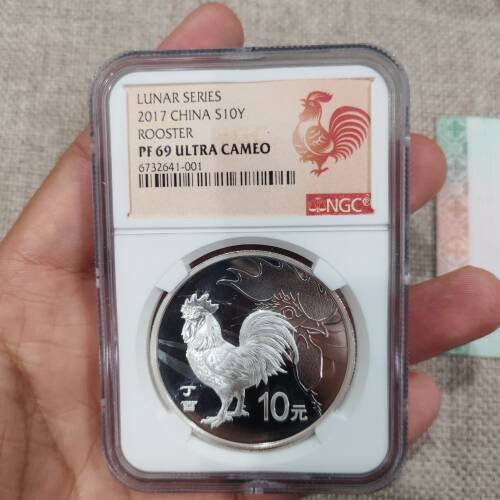 LUNAR SERIES
2017 CHINA S10Y
ROOSTER
PF 69 ULTRA CAMEO
6732641-001
NGC®
丁
酉
10元